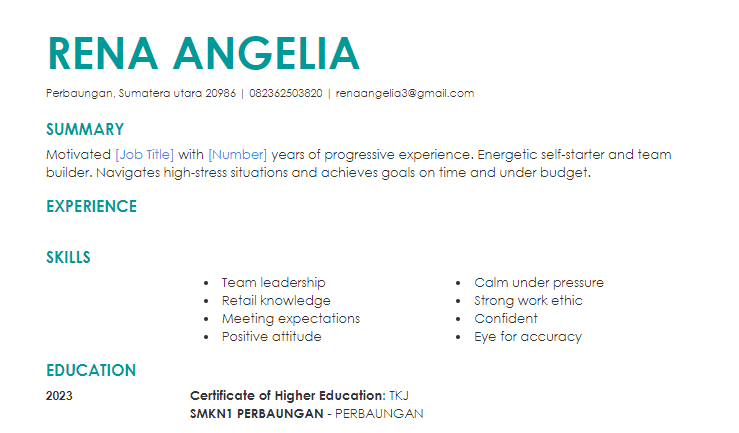 RENA ANGELIA
Perbaungan, Sumatera utara 20986 | 082362503820 | renaangelia3@gmail.com
SUMMARY
Motivated [Job Title] with [Number] years of progressive experience. Energetic self-starter and team
builder. Navigates high-stress situations and achieves goals on time and under budget.
EXPERIENCE
SKILLS
• Team leadership
• Retail knowledge
• Meeting expectations
• Positive attitude
• Calm under pressure
• Strong work ethic
• Confident
• Eye for accuracy
EDUCATION
2023 Certificate of Higher Education: TKJ
SMKN1 PERBAUNGAN - PERBAUNGAN